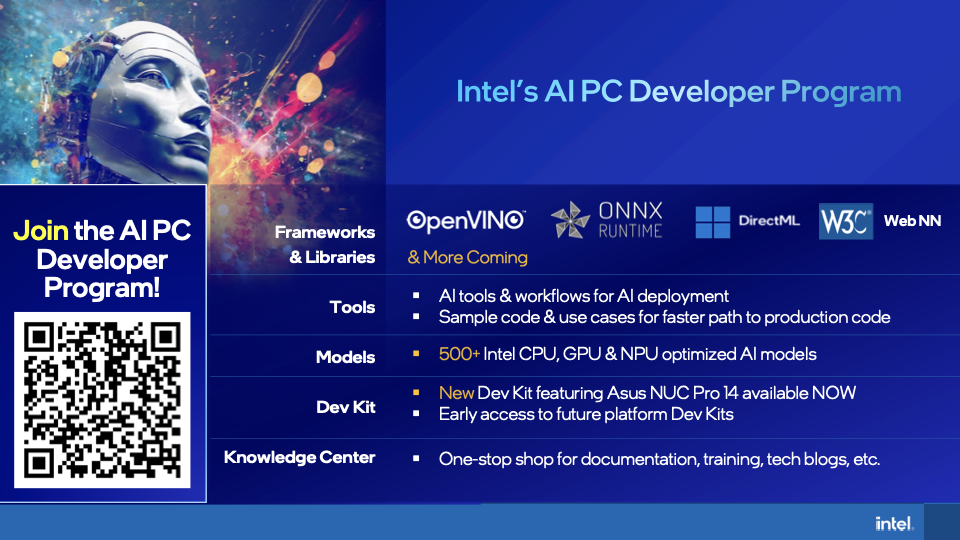 Intel's AI PC Developer Program
Join the AI PC
Developer
Program!
Frameworks
& Libraries
OpenVINO™
ONNX
RUNTIME
DirectML
W3C®
Web NN
& More Coming
Tools
▪ AI tools & workflows for AI deployment
▪ Sample code & use cases for faster path to production code
Models
▪ 500+ Intel CPU, GPU & NPU optimized AI models
Dev Kit
▪ New Dev Kit featuring Asus NUC Pro 14 available NOW
▪ Early access to future platform Dev Kits
Knowledge Center
▪ One-stop shop for documentation, training, tech blogs, etc.
intel.